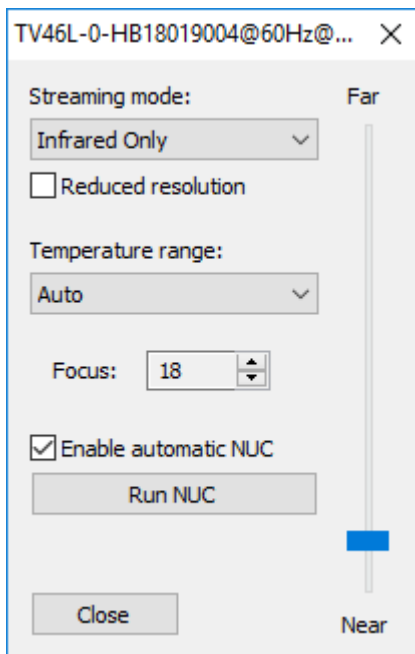 TV46L-0-HB18019004@60Hz@...
Streaming mode:
Far
Infrared Only
Reduced resolution
Temperature range:
Auto
Focus:
18
Enable automatic NUC
Run NUC
Close
Near